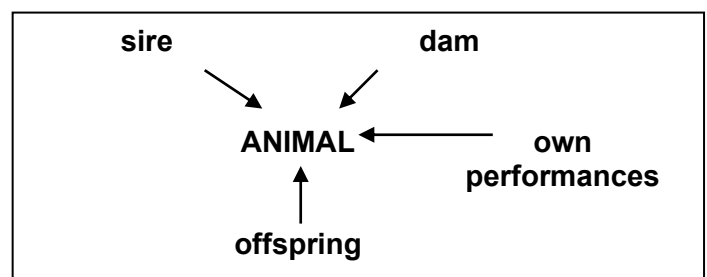 sire dam
ANIMAL own
performances
offspring